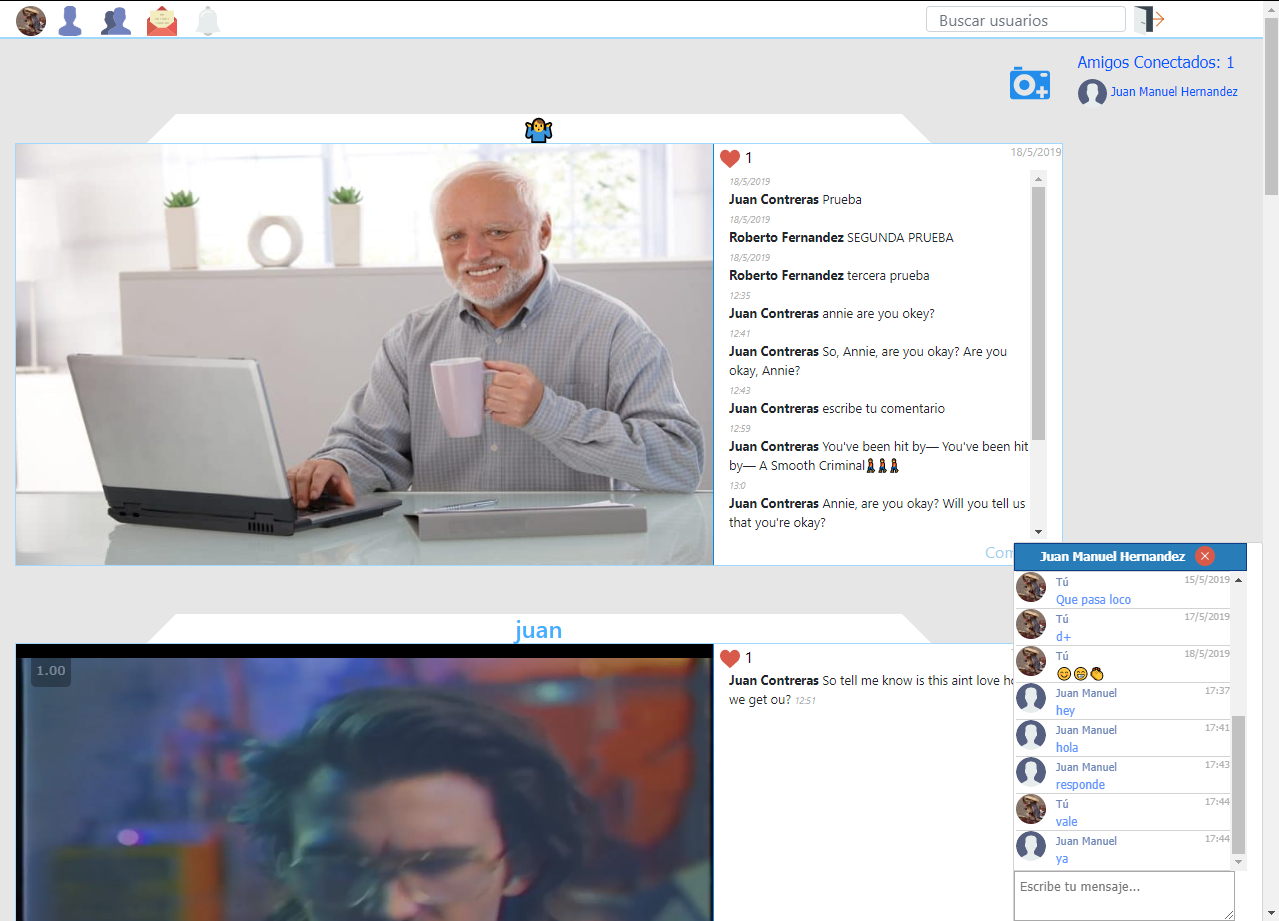 Buscar usuarios
Amigos Conectados: 1
Juan Manuel Hernandez
1
18/5/2019
18/5/2019
Juan Contreras Prueba
18/5/2019
Roberto Fernandez SEGUNDA PRUEBA
18/5/2019
Roberto Fernandez tercera prueba
12:35
Juan Contreras annie are you okey?
12:41
Juan Contreras So, Annie, are you okay? Are you
okay, Annie?
12:43
Juan Contreras escribe tu comentario
12:59
Juan Contreras You've been hit by— You've been hit
by— A Smooth Criminal
13:0
Juan Contreras Annie, are you okay? Will you tell us
that you're okay?
juan
1.00
1
Juan Contreras So tell me know is this aint love
we get ou? 12:51
Juan Manuel Hernandez
Tú 15/5/2019
Que pasa loco
Tú 17/5/2019
d+
Tú 18/5/2019
😊😁👏
Juan Manuel 17:37
hey
Juan Manuel 17:41
hola
Juan Manuel 17:43
responde
Tú 17:44
vale
Juan Manuel 17:44
ya
Escribe tu mensaje...